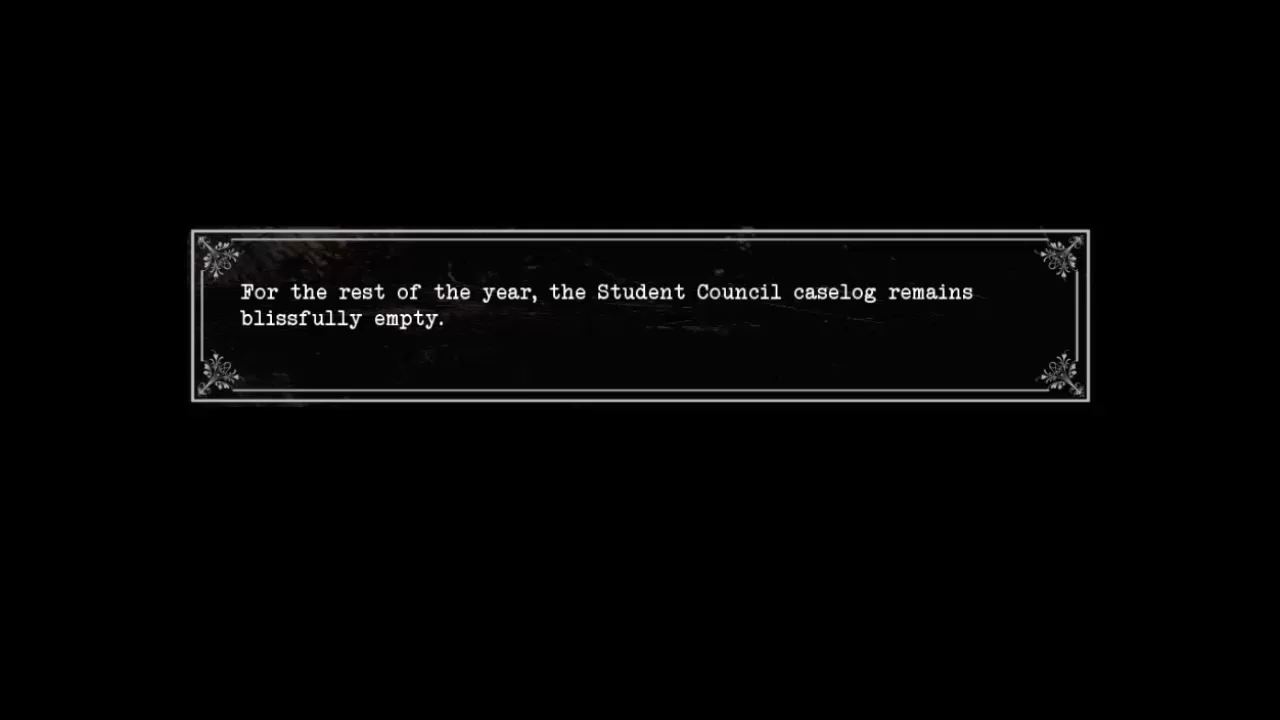 For the rest of the year, the Student Council caselog remains
blissfully empty.